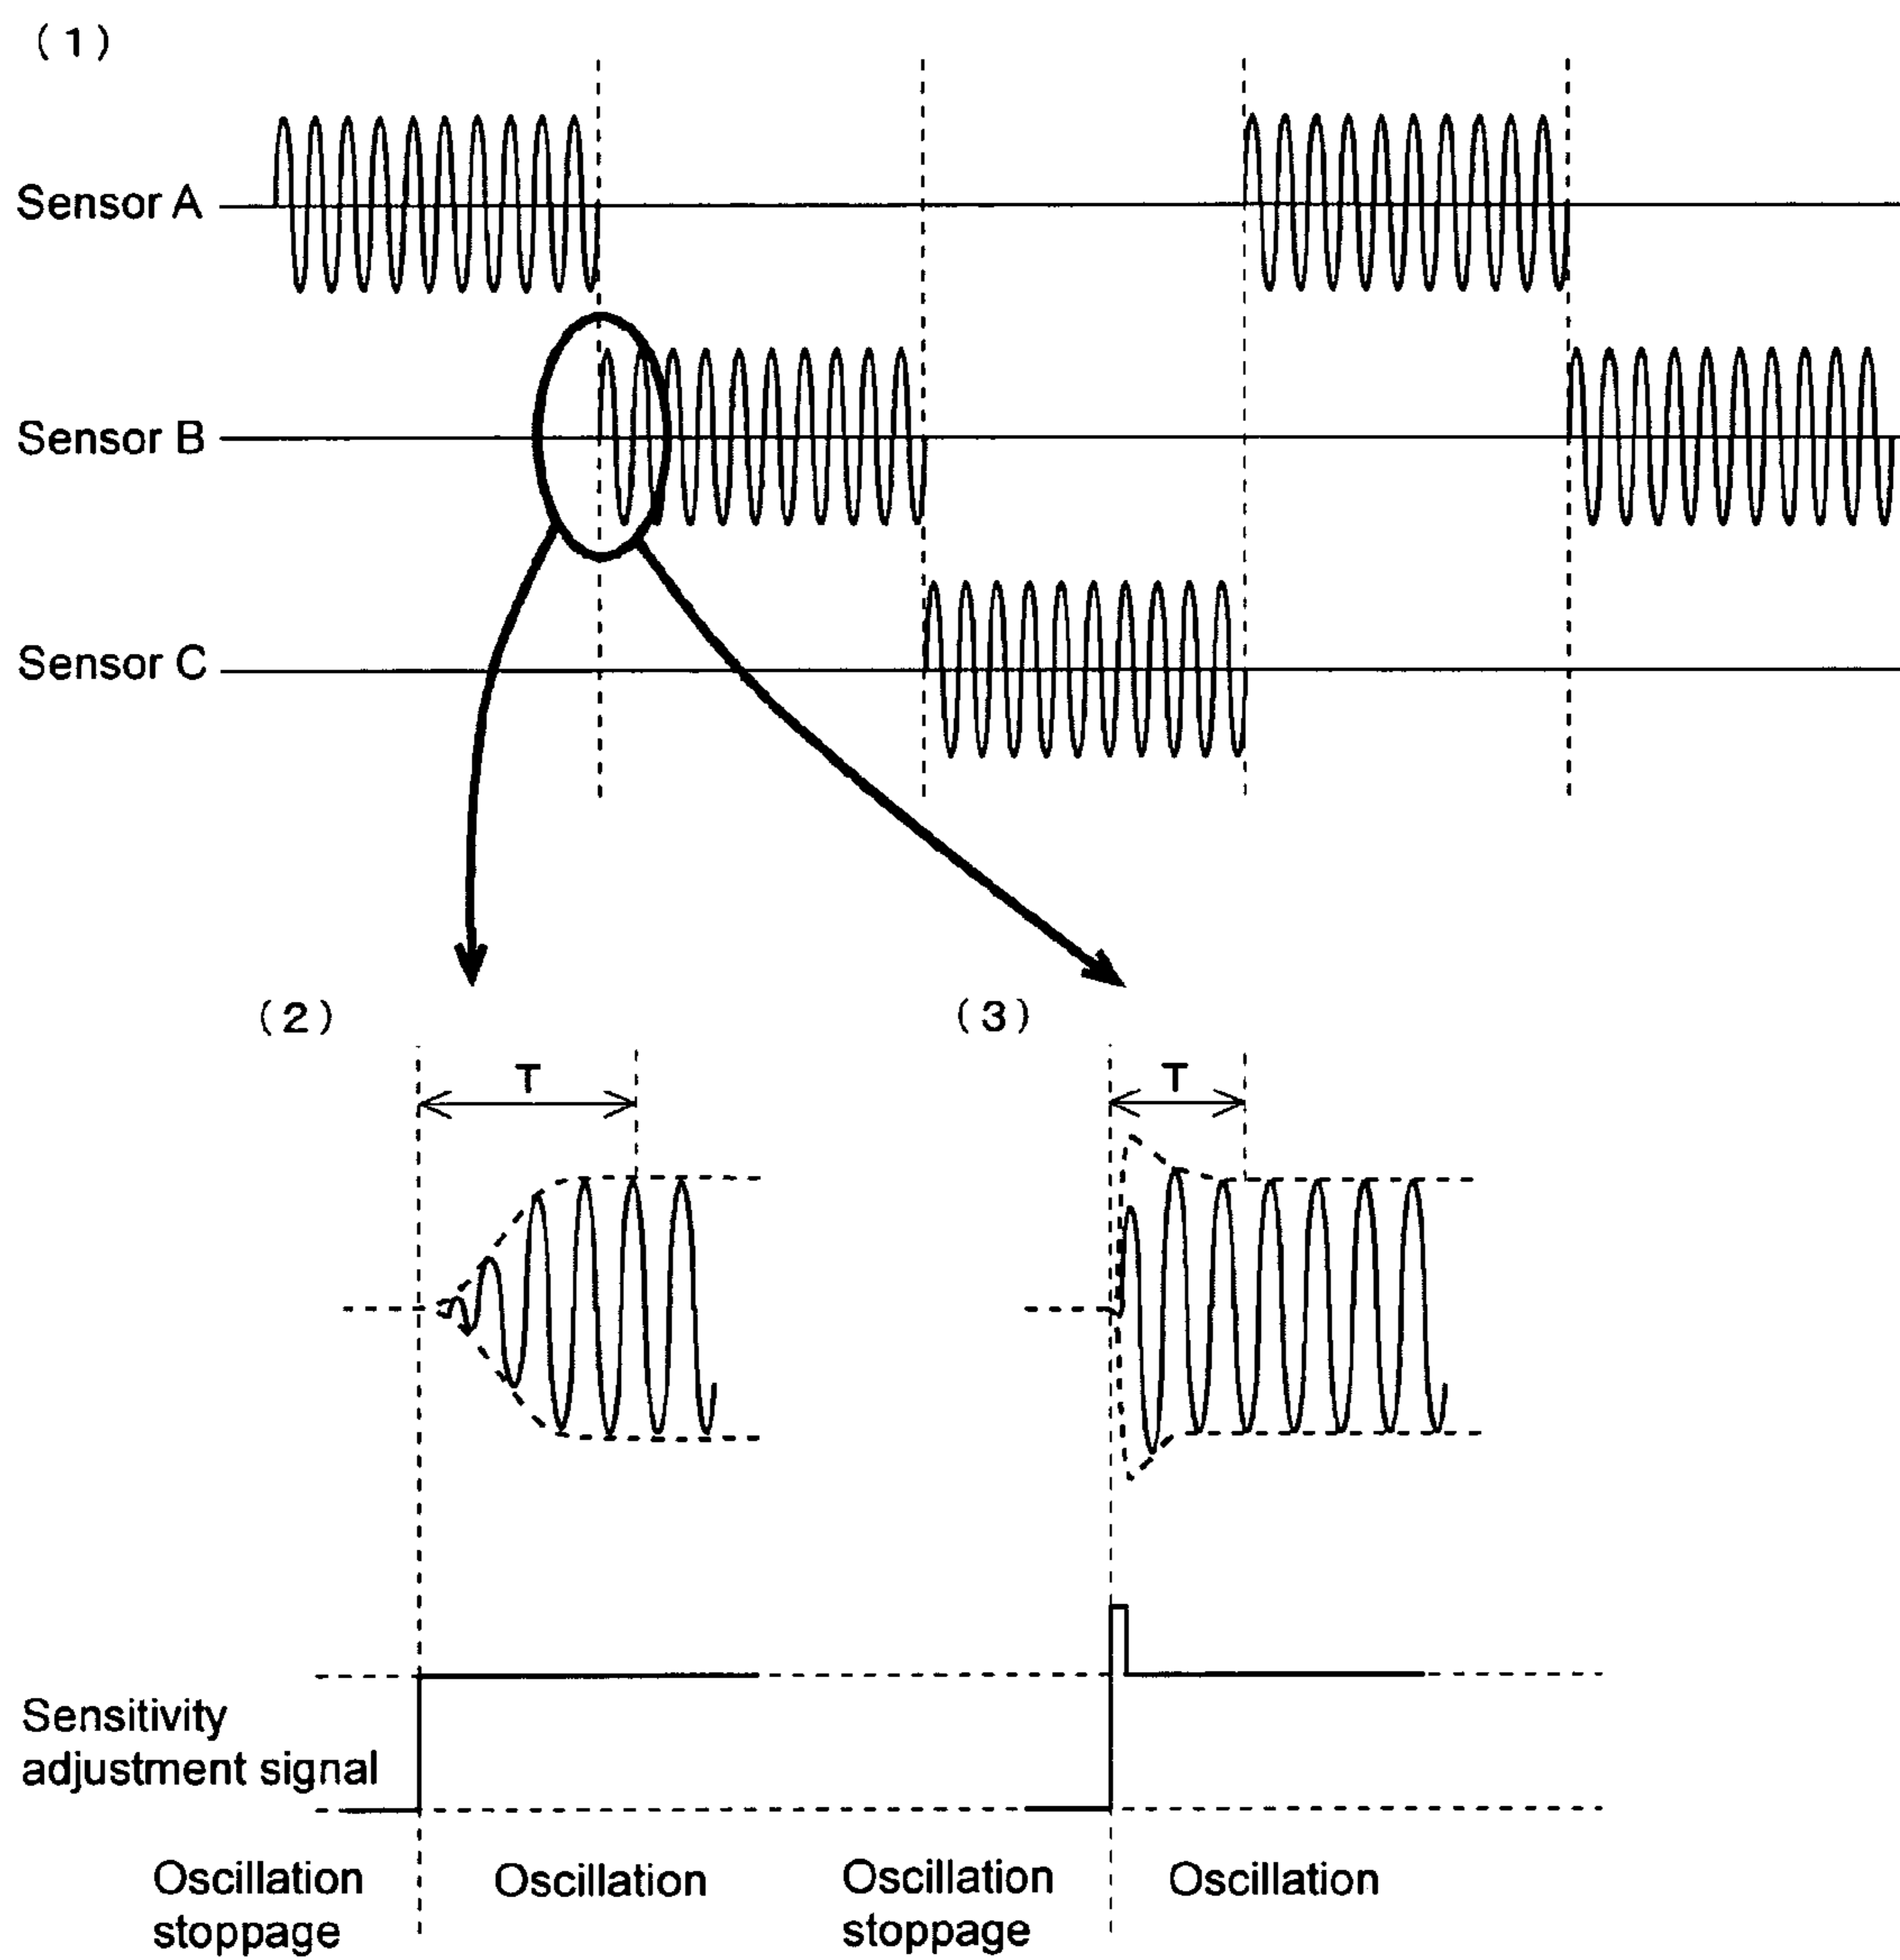 (1)
Sensor A
Sensor B
Sensor C
(2)
(3)
T
T
Sensitivity
adjustment signal
Oscillation
stoppage
Oscillation
Oscillation
stoppage
Oscillation